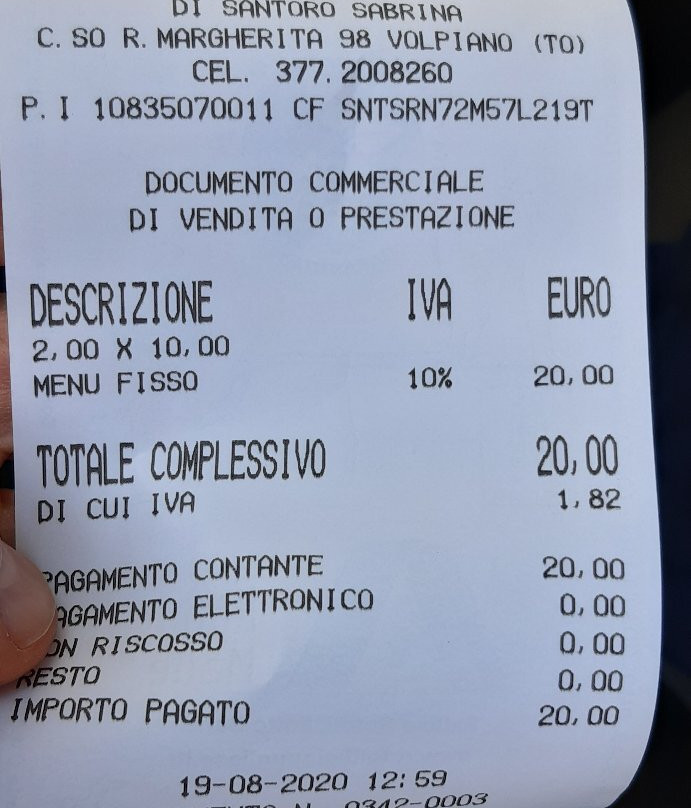 DI SANTORO SABRINA
C. SO R. MARGHERITA 98 VOLPIANO (TO)
CEL. 377. 2008260
P. I 10835070011 CF SNTSRN72M57L219T
DOCUMENTO COMMERCIALE
DI VENDITA O PRESTAZIONE
DESCRIZIONE IVA EURO
2,00 X 10,00
MENU FISSO 10% 20,00
TOTALE COMPLESSIVO 20,00
DI CUI IVA 1,82
PAGAMENTO CONTANTE 20,00
AGAMENTO ELETTRONICO 0,00
ON RISCOSSO 0,00
RESTO 0,00
IMPORTO PAGATO 20,00
19-08-2020 12:59
N. 0342-0003